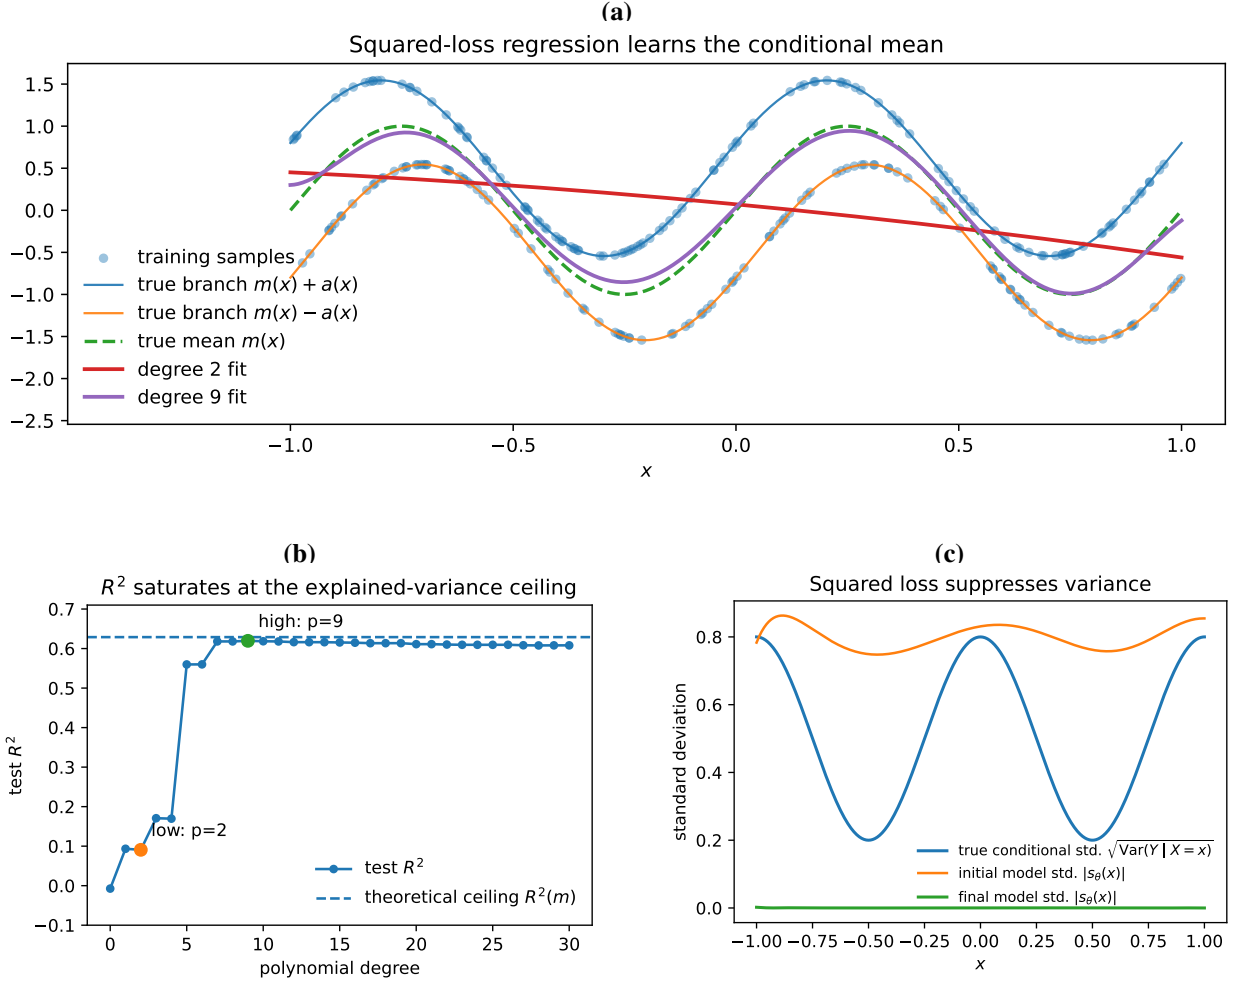 (a)
Squared-loss regression learns the conditional mean
1.5
1.0
0.5
0.0
−0.5
−1.0
−1.5
−2.0
−2.5
training samples
true branch m(x) + a(x)
true branch m(x) − a(x)
true mean m(x)
degree 2 fit
degree 9 fit
−1.0 −0.5 0.0 0.5 1.0
x
(b)
R² saturates at the explained-variance ceiling
0.7
0.6
0.5
0.4
0.3
0.2
0.1
0.0
−0.1
test R²
high: p=9
low: p=2
test R²
theoretical ceiling R²(m)
0 5 10 15 20 25 30
polynomial degree
(c)
Squared loss suppresses variance
0.8
0.6
0.4
0.2
0.0
standard deviation
true conditional std. √Var(Y | X = x)
initial model std. |sθ(x)|
final model std. |sθ(x)|
−1.00 −0.75 −0.50 −0.25 0.00 0.25 0.50 0.75 1.00
x